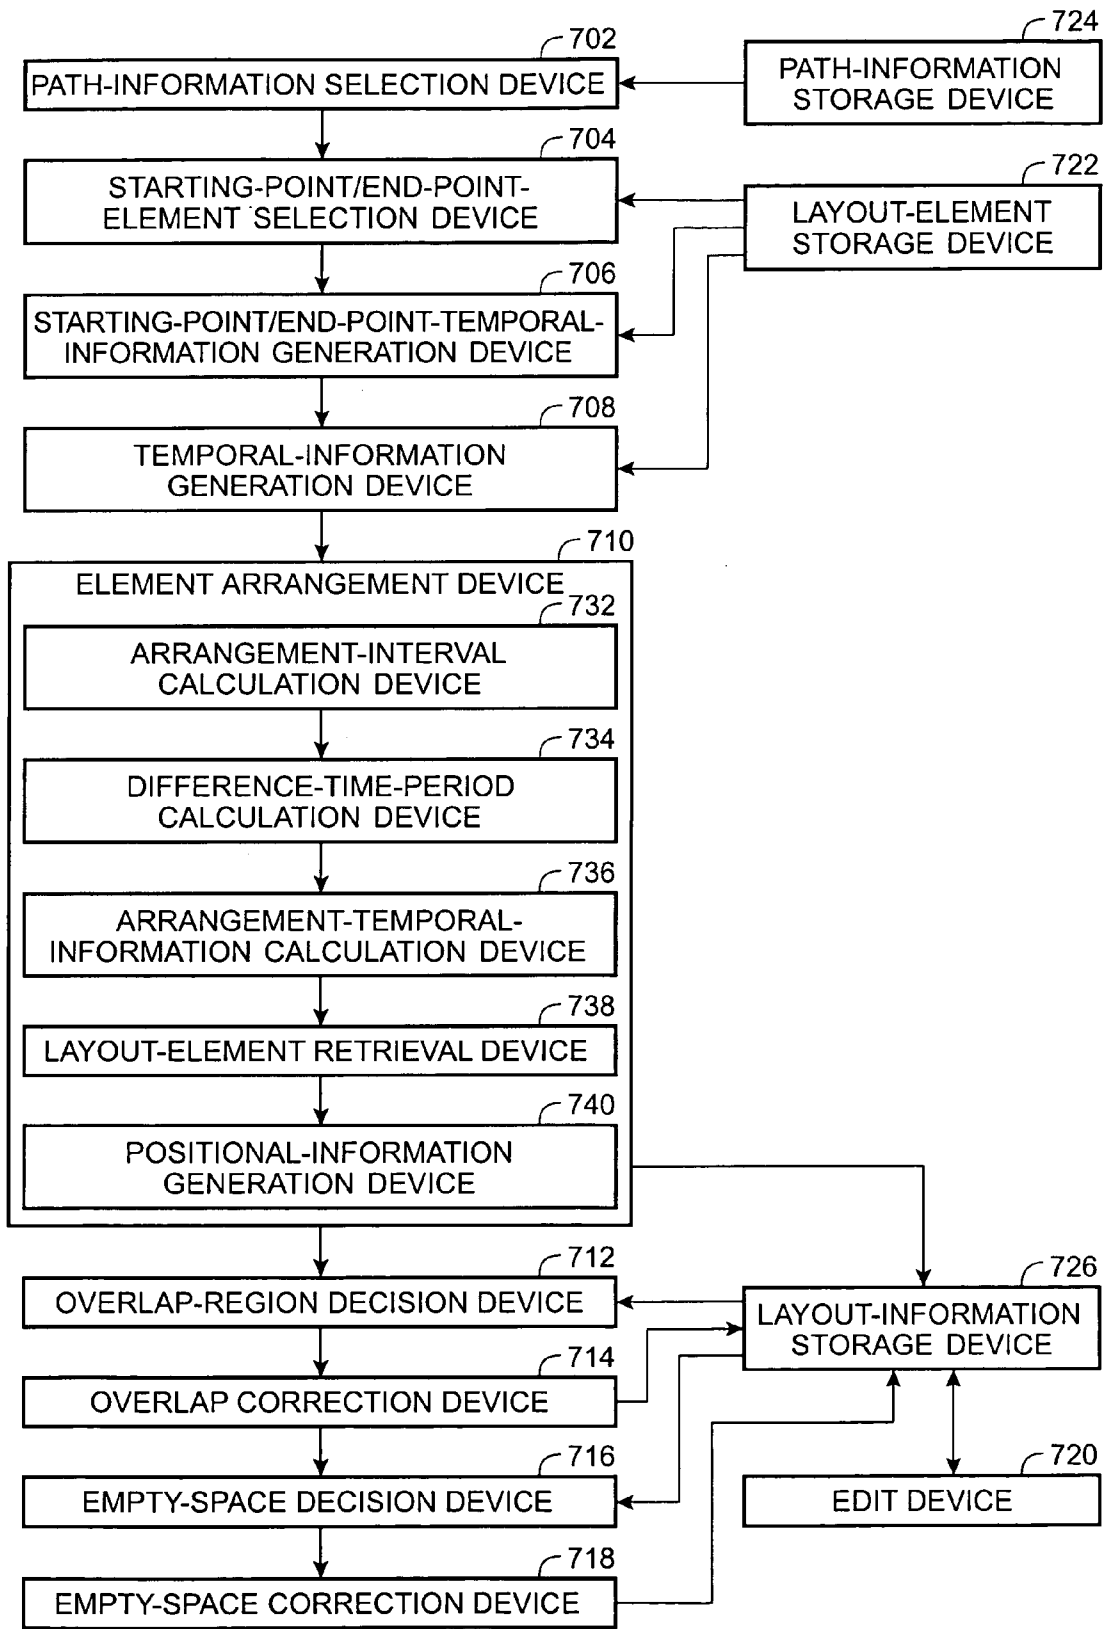 702
PATH-INFORMATION SELECTION DEVICE
724
PATH-INFORMATION
STORAGE DEVICE
704
STARTING-POINT/END-POINT-
ELEMENT SELECTION DEVICE
722
LAYOUT-ELEMENT
STORAGE DEVICE
706
STARTING-POINT/END-POINT-TEMPORAL-
INFORMATION GENERATION DEVICE
708
TEMPORAL-INFORMATION
GENERATION DEVICE
710
ELEMENT ARRANGEMENT DEVICE
732
ARRANGEMENT-INTERVAL
CALCULATION DEVICE
734
DIFFERENCE-TIME-PERIOD
CALCULATION DEVICE
736
ARRANGEMENT-TEMPORAL-
INFORMATION CALCULATION DEVICE
738
LAYOUT-ELEMENT RETRIEVAL DEVICE
740
POSITIONAL-INFORMATION
GENERATION DEVICE
712
OVERLAP-REGION DECISION DEVICE
726
LAYOUT-INFORMATION
STORAGE DEVICE
714
OVERLAP CORRECTION DEVICE
716
EMPTY-SPACE DECISION DEVICE
720
EDIT DEVICE
718
EMPTY-SPACE CORRECTION DEVICE